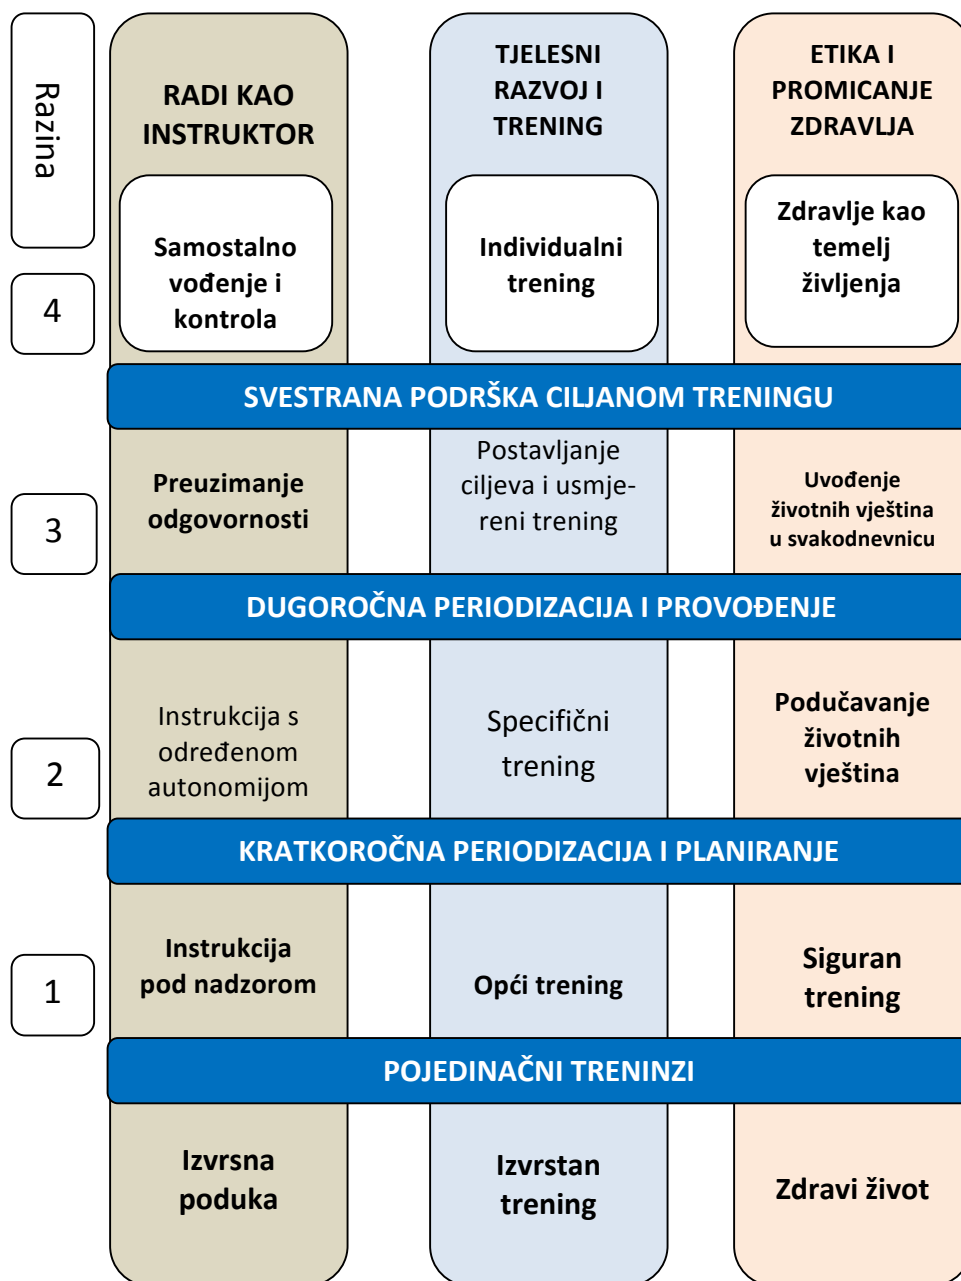 Razina
RADI KAO
INSTRUKTOR
TJELESNI
RAZVOJ I
TRENING
ETIKA I
PROMICANJE
ZDRAVLJA
4
Samostalno
vođenje i
kontrola
Individualni
trening
Zdravlje kao
temelj
življenja
SVESTRANA PODRŠKA CILJANOM TRENINGU
3
Preuzimanje
odgovornosti
Postavljanje
ciljeva i usmje-
reni trening
Uvođenje
životnih vještina
u svakodnevnicu
DUGOROČNA PERIODIZACIJA I PROVOĐENJE
2
Instrukcija s
određenom
autonomijom
Specifični
trening
Podučavanje
životnih
vještina
KRATKOROČNA PERIODIZACIJA I PLANIRANJE
1
Instrukcija
pod nadzorom
Opći trening
Siguran
trening
POJEDINAČNI TRENINZI
Izvrsna
poduka
Izvrstan
trening
Zdravi život